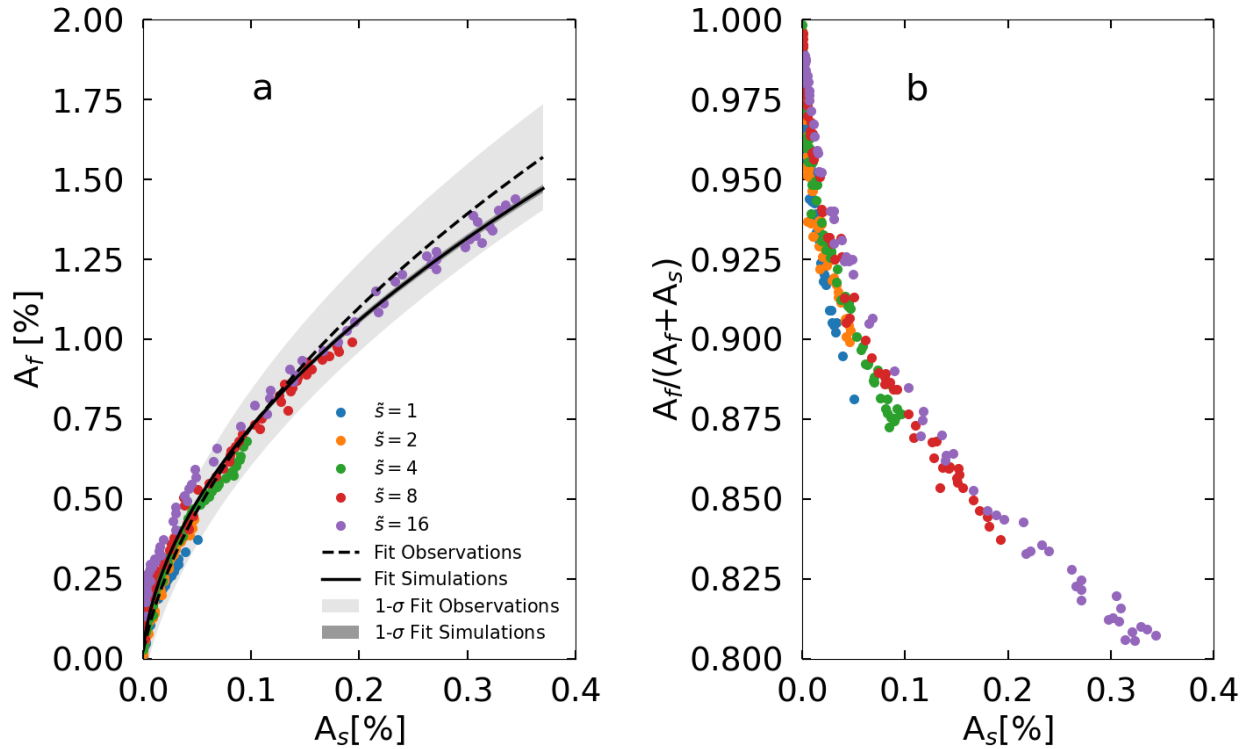 a
2.00
1.75
1.50
1.25
1.00
0.75
0.50
0.25
0.00
A_f [%]
0.0
0.1
0.2
0.3
0.4
A_s[%]
s̃ = 1
s̃ = 2
s̃ = 4
s̃ = 8
s̃ = 16
Fit Observations
Fit Simulations
1-σ Fit Observations
1-σ Fit Simulations
b
1.000
0.975
0.950
0.925
0.900
0.875
0.850
0.825
0.800
A_f/(A_f+A_s)
0.0
0.1
0.2
0.3
0.4
A_s[%]